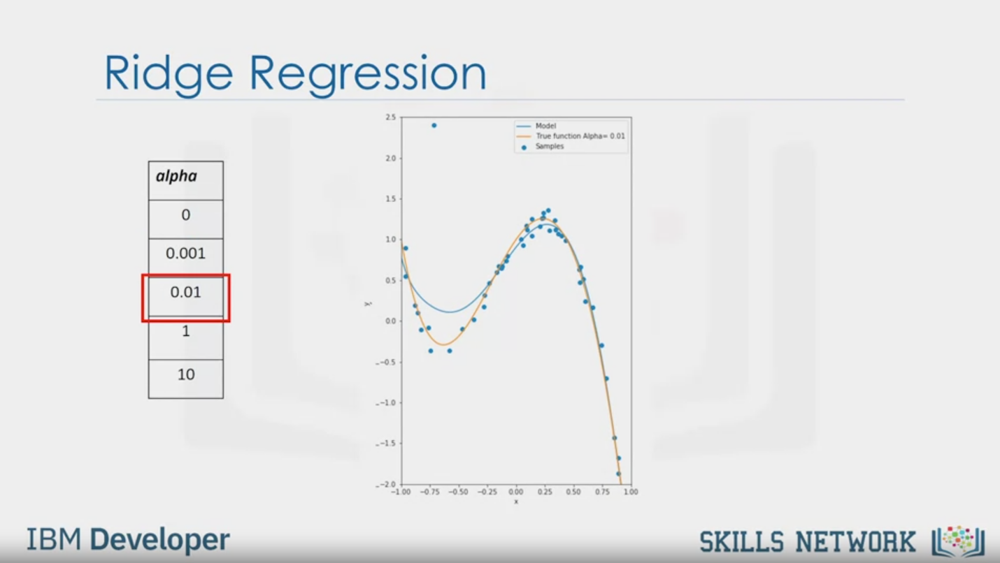 Ridge Regression
alpha
0
0.001
0.01
1
10
2.5
2.0
1.5
1.0
0.5
0.0
−0.5
−1.0
−1.5
−2.0
y
Model
True function Alpha= 0.01
Samples
−1.00 −0.75 −0.50 −0.25 0.00 0.25 0.50 0.75 1.00
x
IBM Developer
SKILLS NETWORK